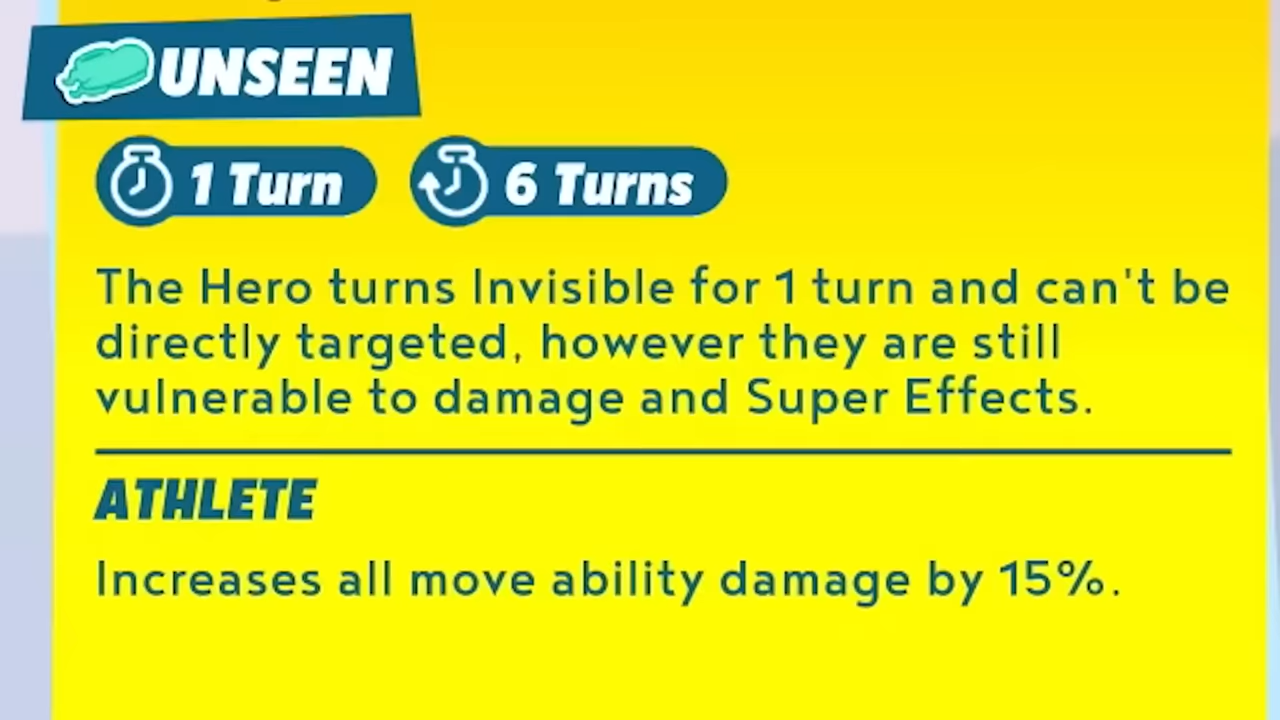 UNSEEN
1 Turn 6 Turns
The Hero turns Invisible for 1 turn and can't be
directly targeted, however they are still
vulnerable to damage and Super Effects.
ATHLETE
Increases all move ability damage by 15%.